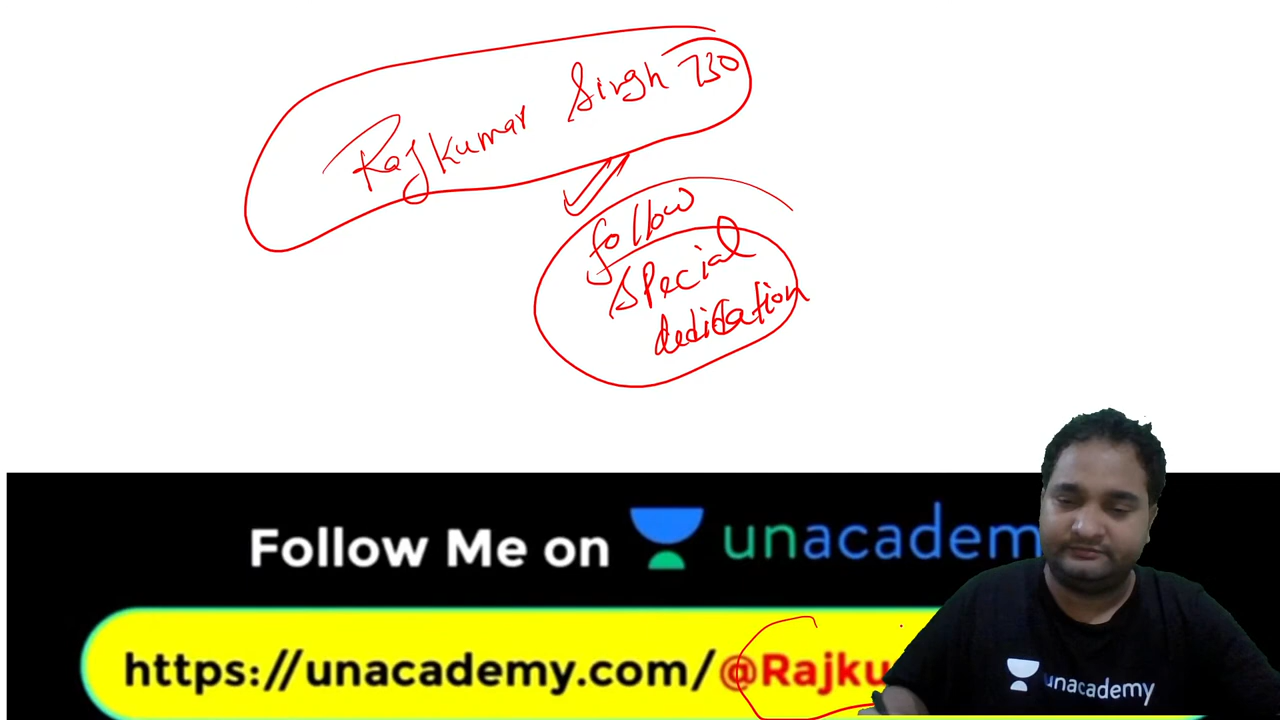 Rajkumar Singh 730
follow
special
dedication
Follow Me on unacadem
https://unacademy.com/@Rajku
unacademy